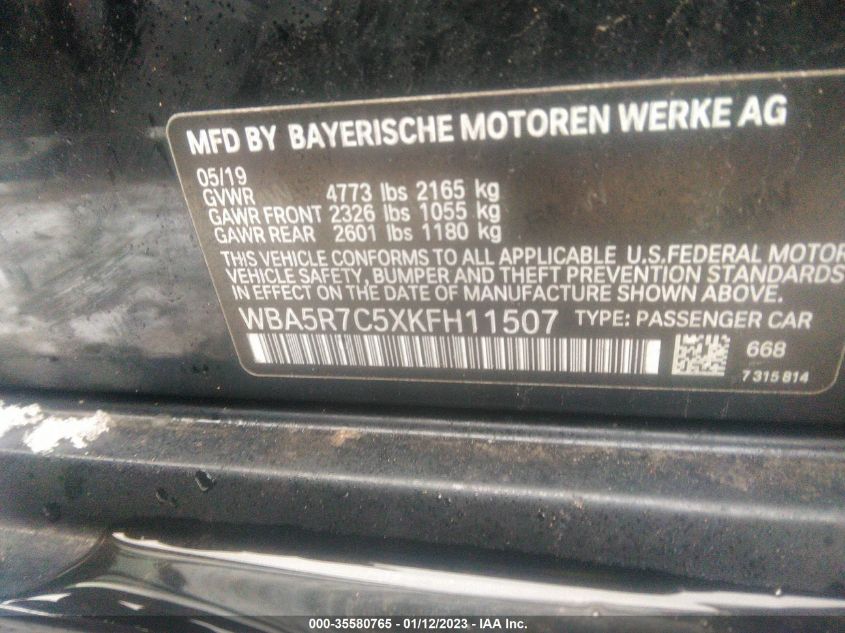 MFD BY BAYERISCHE MOTOREN WERKE AG
05/19
GVWR 4773 lbs 2165 kg
GAWR FRONT 2326 lbs 1055 kg
GAWR REAR 2601 lbs 1180 kg
THIS VEHICLE CONFORMS TO ALL APPLICABLE U.S.FEDERAL MOTOR
VEHICLE SAFETY, BUMPER AND THEFT PREVENTION STANDARDS
IN EFFECT ON THE DATE OF MANUFACTURE SHOWN ABOVE.
WBA5R7C5XKFH11507 TYPE: PASSENGER CAR
668
7 315 814
000-35580765 - 01/12/2023 - IAA Inc.